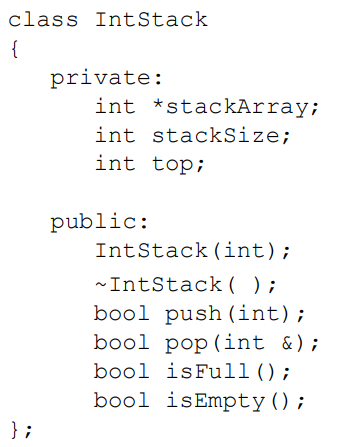 class IntStack
{
   private:
      int *stackArray;
      int stackSize;
      int top;

   public:
      IntStack(int);
      ~IntStack( );
      bool push(int);
      bool pop(int &);
      bool isFull();
      bool isEmpty();
};